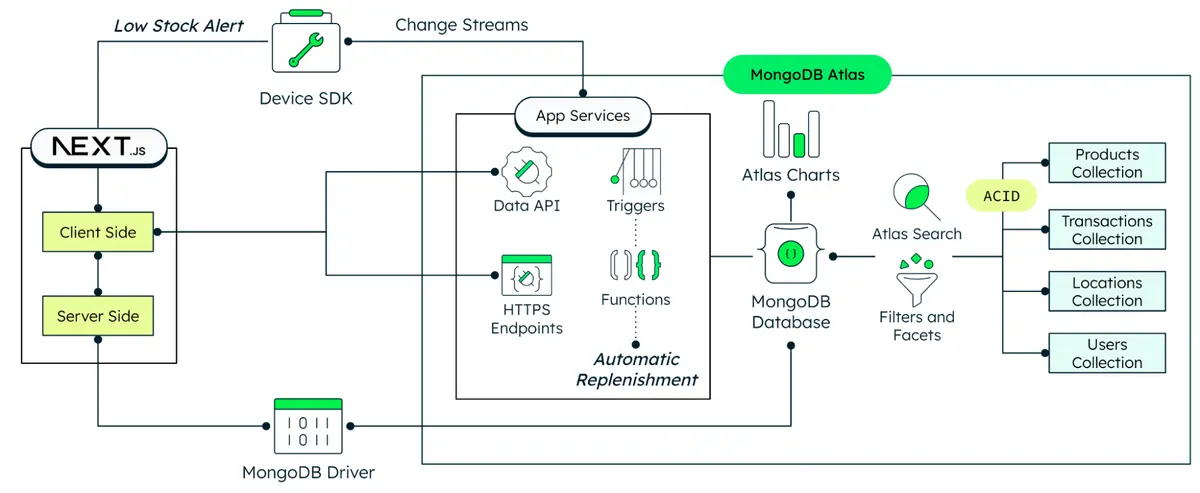 Low Stock Alert
Change Streams
Device SDK
MongoDB Atlas
App Services
NEXT.JS
Client Side
Server Side
Data API
Triggers
HTTPS
Endpoints
Functions
Automatic
Replenishment
Atlas Charts
MongoDB
Database
Atlas Search
Filters and
Facets
ACID
Products
Collection
Transactions
Collection
Locations
Collection
Users
Collection
1011
1011
MongoDB Driver